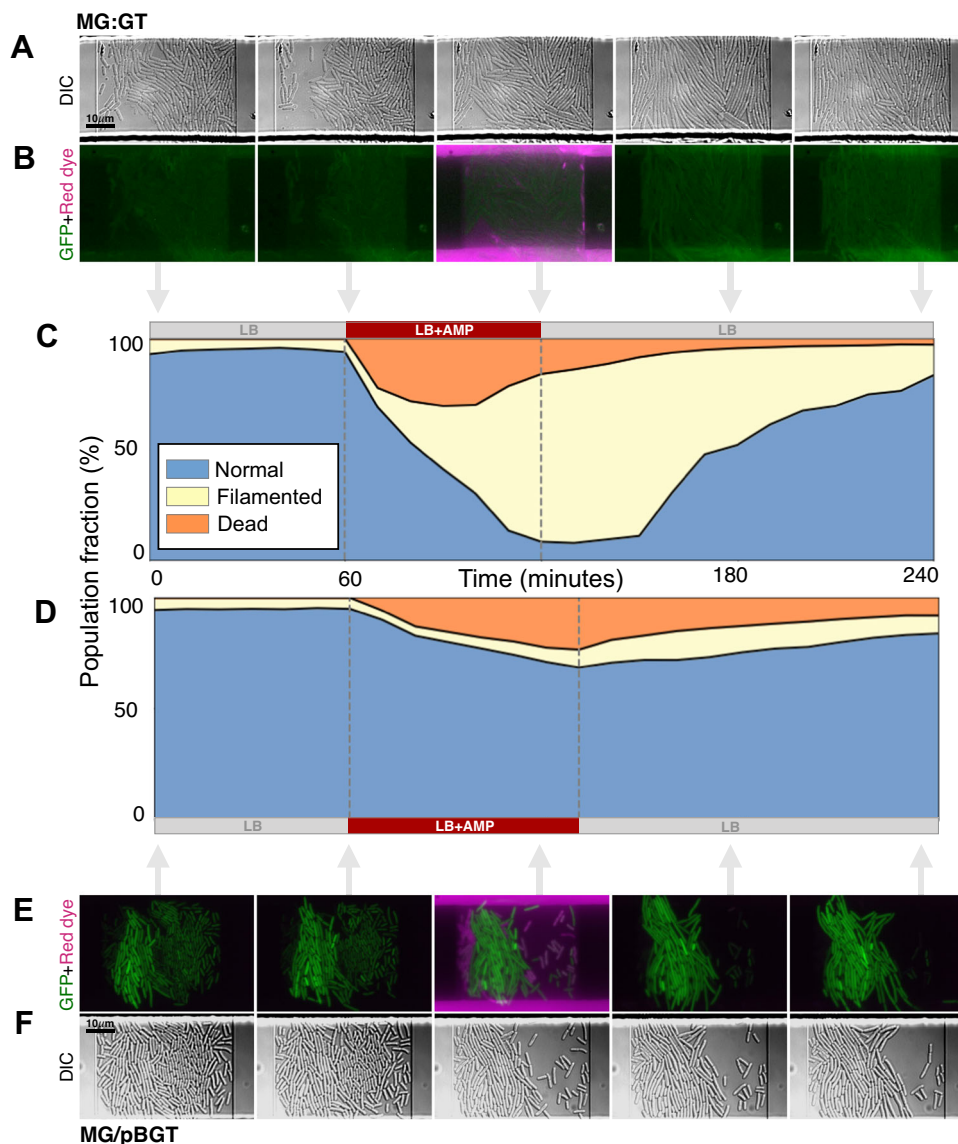 MG:GT
A
DIC
10μm
B
GFP+Red dye
C
LB LB+AMP LB
100
50
0
Population fraction (%)
Normal
Filamented
Dead
0 60 Time (minutes) 180 240
D
100
50
0
LB LB+AMP LB
E
GFP+Red dye
F
10μm
DIC
MG/pBGT